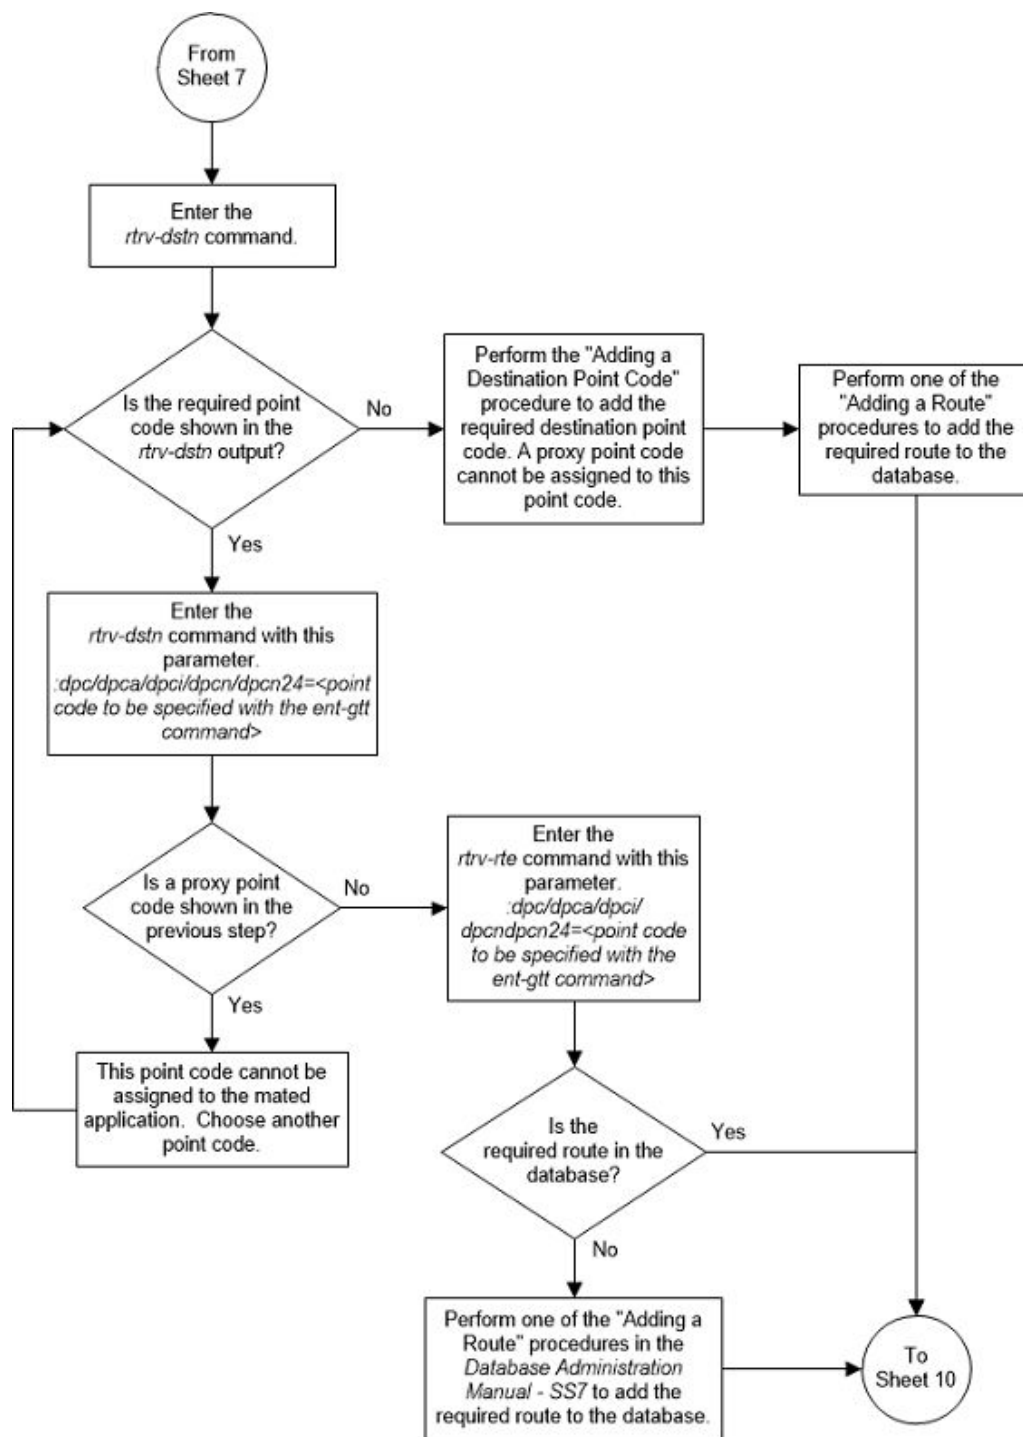 From
Sheet 7
Enter the
rtrv-dstn command.
Is the required point
code shown in the
rtrv-dstn output?
No
Yes
Perform the "Adding a
Destination Point Code"
procedure to add the
required destination point
code. A proxy point code
cannot be assigned to this
point code.
Perform one of the
"Adding a Route"
procedures to add the
required route to the
database.
Enter the
rtrv-dstn command with this
parameter.
:dpc/dpca/dpci/dpcn/dpcn24=<point
code to be specified with the ent-gtt
command>
Is a proxy point
code shown in the
previous step?
No
Yes
Enter the
rtrv-rte command with this
parameter.
:dpc/dpca/dpci/
dpcndpcn24=<point code
to be specified with the
ent-gtt command>
This point code cannot be
assigned to the mated
application. Choose another
point code.
Is the
required route in the
database?
Yes
No
Perform one of the "Adding a
Route" procedures in the
Database Administration
Manual - SS7 to add the
required route to the database.
To
Sheet 10